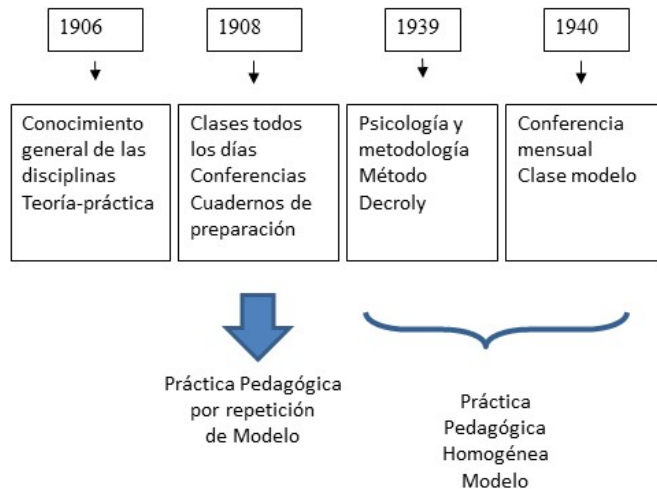 1906
1908
1939
1940
Conocimiento
general de las
disciplinas
Teoría-práctica
Clases todos
los días
Conferencias
Cuadernos de
preparación
Psicología y
metodología
Método
Decroly
Conferencia
mensual
Clase modelo
Práctica Pedagógica
por repetición
de Modelo
Práctica
Pedagógica
Homogénea
Modelo